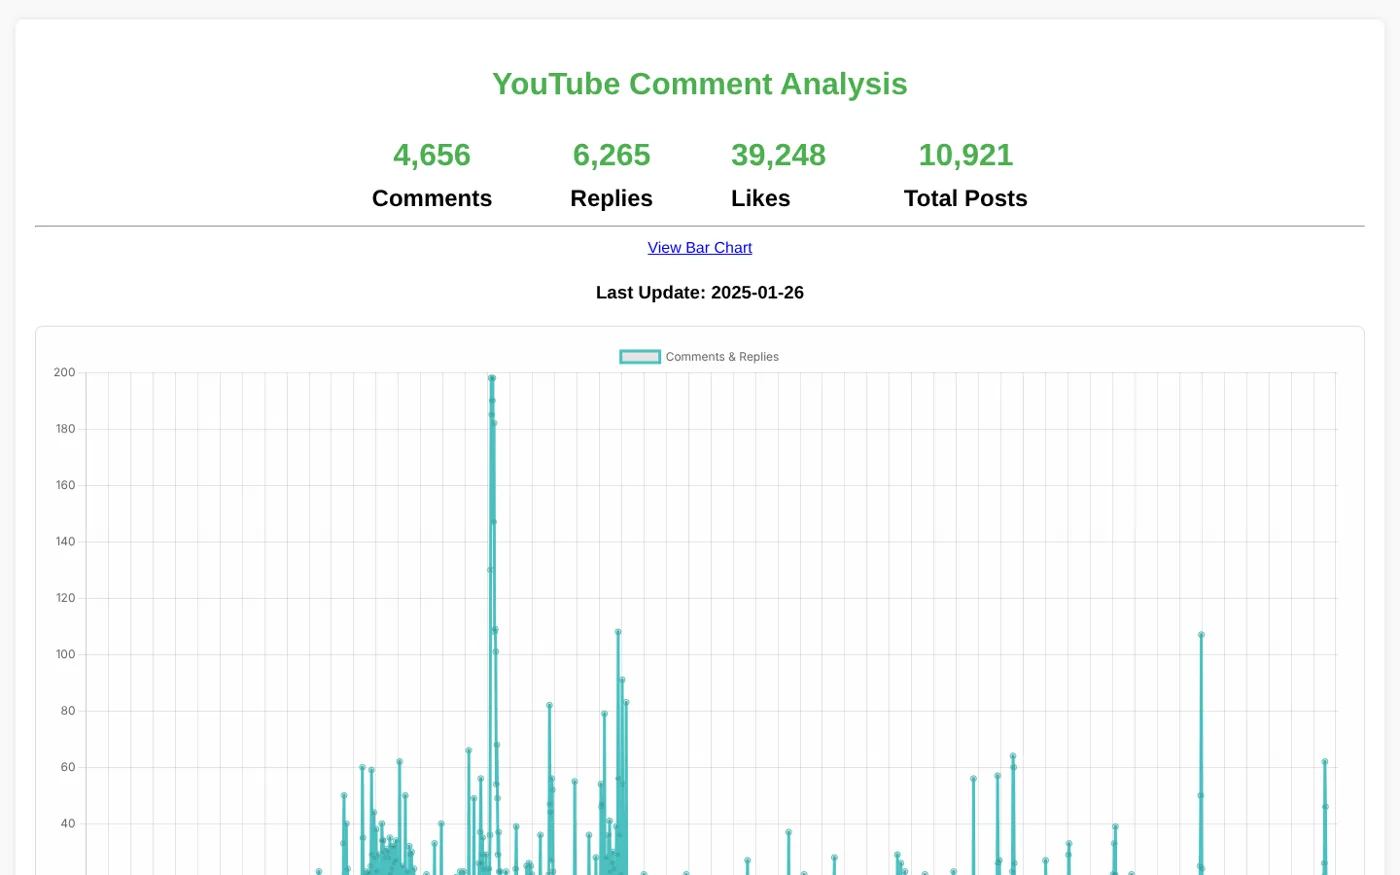 YouTube Comment Analysis
4,656 6,265 39,248 10,921
Comments Replies Likes Total Posts
View Bar Chart
Last Update: 2025-01-26
Comments & Replies
200
180
160
140
120
100
80
60
40